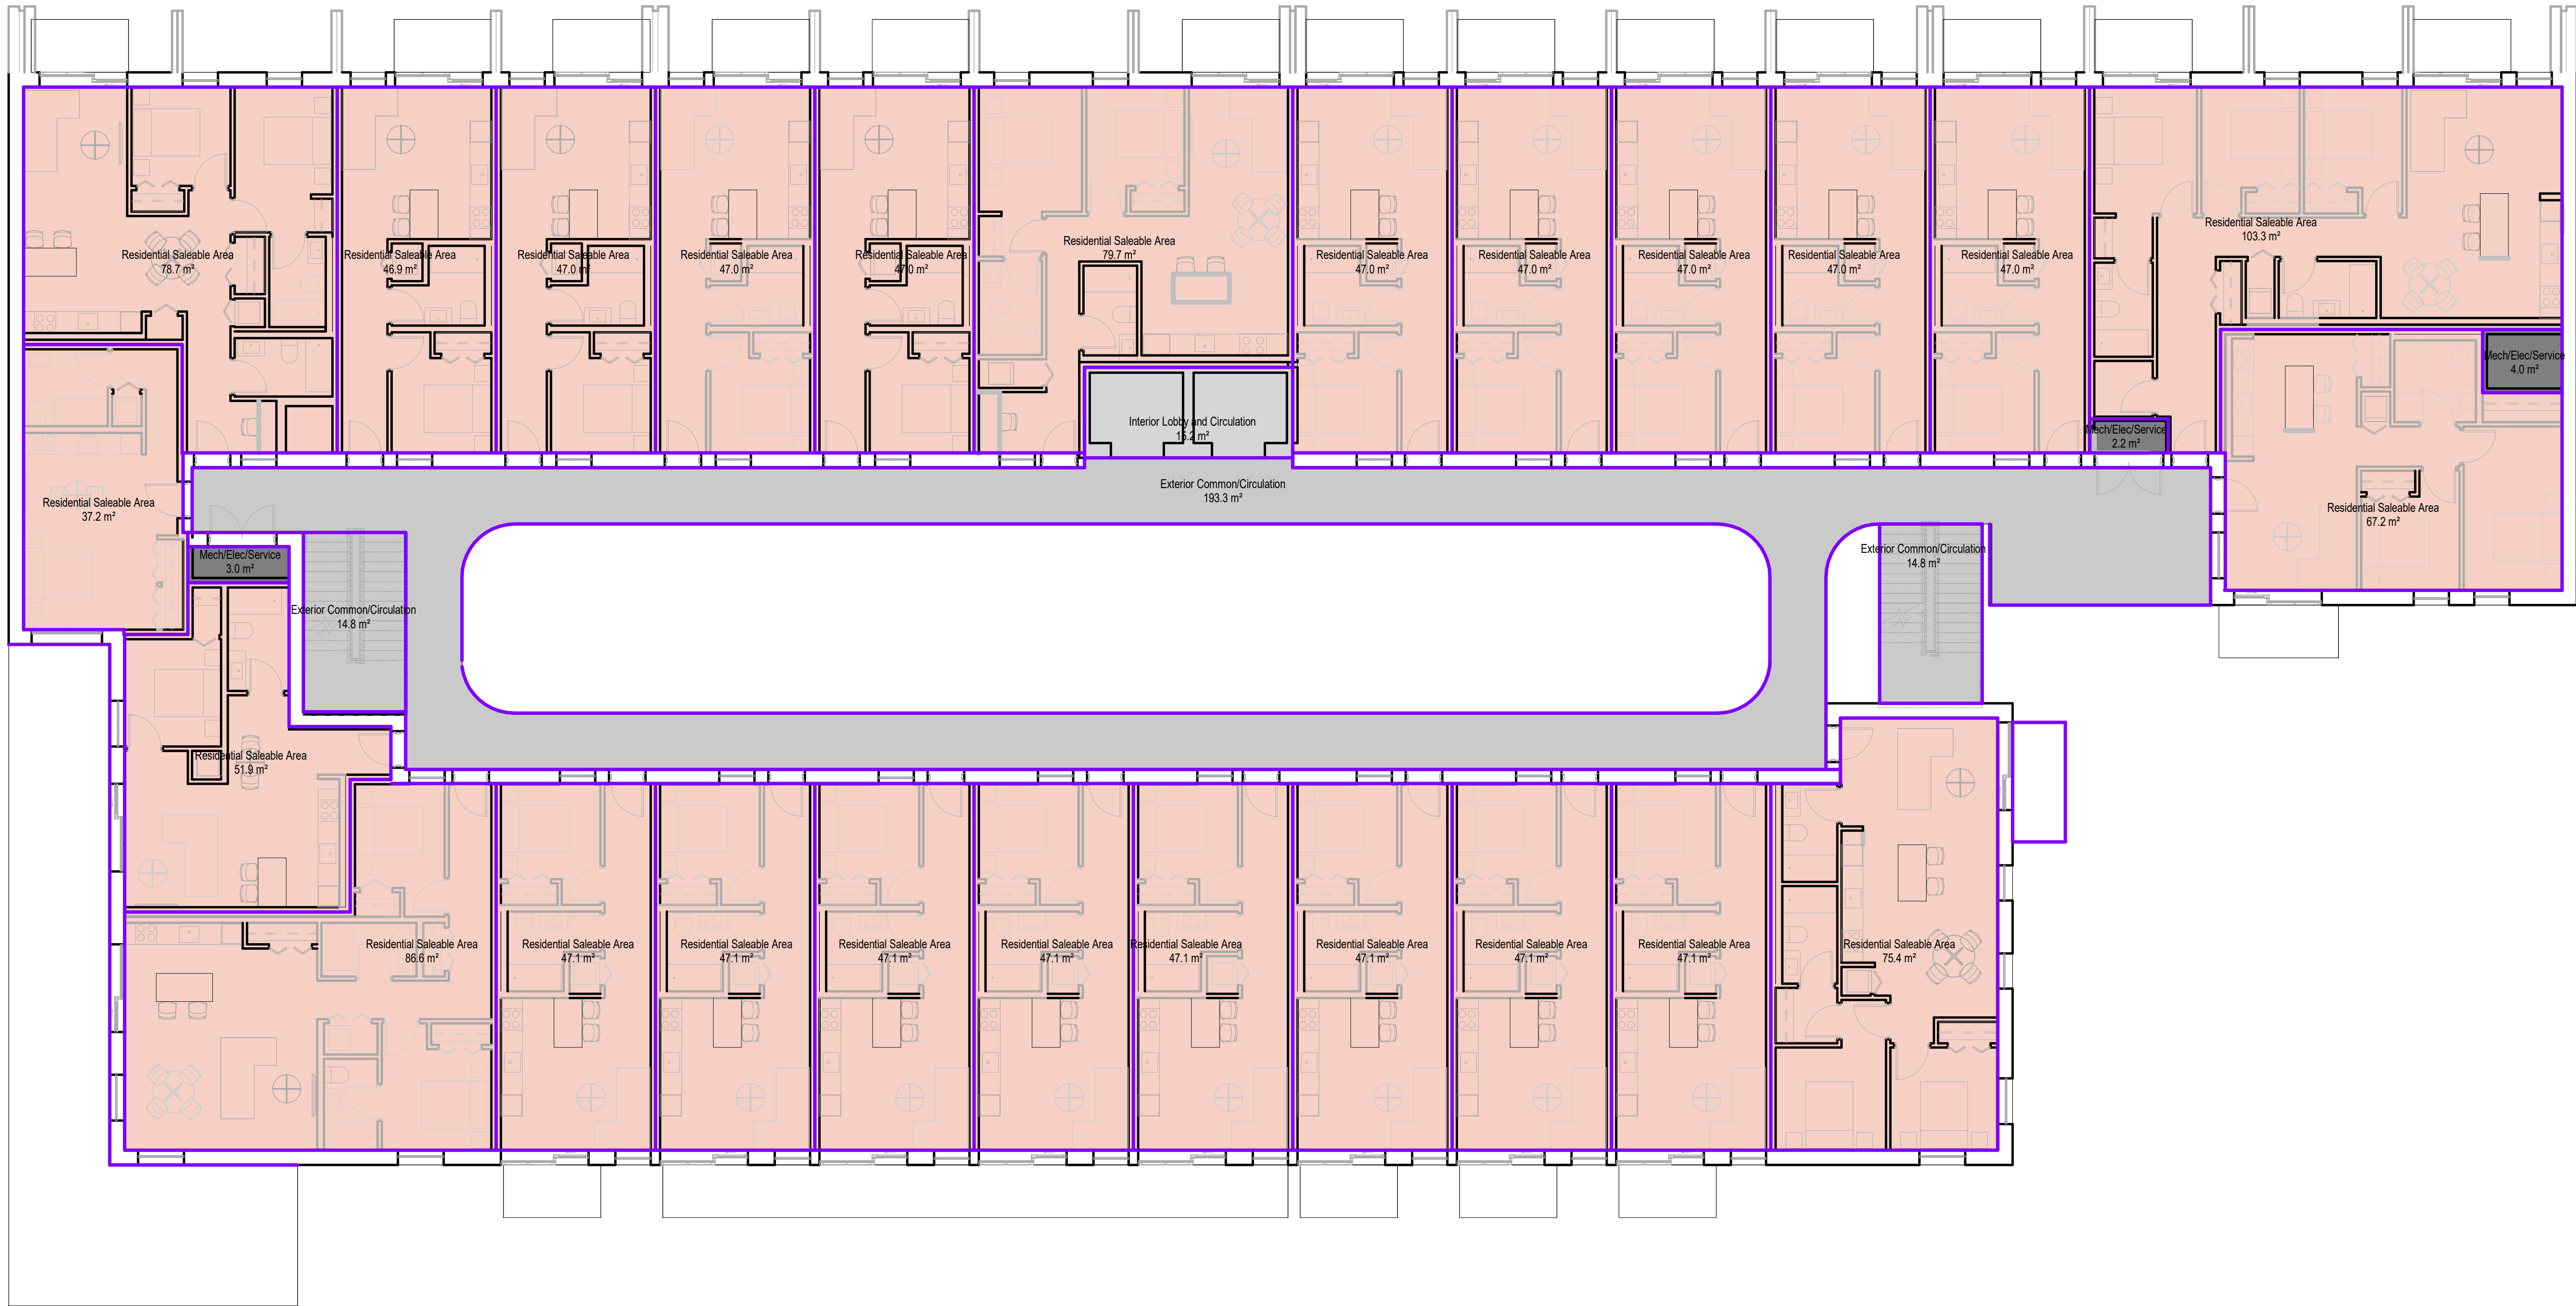 Residential Saleable Area
78.7 m²
Residential Saleable Area
46.9 m²
Residential Saleable Area
47.0 m²
Residential Saleable Area
47.0 m²
Residential Saleable Area
47.0 m²
Residential Saleable Area
79.7 m²
Residential Saleable Area
47.0 m²
Residential Saleable Area
47.0 m²
Residential Saleable Area
47.0 m²
Residential Saleable Area
47.0 m²
Residential Saleable Area
47.0 m²
Residential Saleable Area
103.3 m²
Mech/Elec/Service
4.0 m²
Interior Lobby and Circulation
15.2 m²
Mech/Elec/Service
2.2 m²
Residential Saleable Area
37.2 m²
Exterior Common/Circulation
193.3 m²
Residential Saleable Area
67.2 m²
Mech/Elec/Service
3.0 m²
Exterior Common/Circulation
14.8 m²
Exterior Common/Circulation
14.8 m²
Residential Saleable Area
51.9 m²
Residential Saleable Area
86.6 m²
Residential Saleable Area
47.1 m²
Residential Saleable Area
47.1 m²
Residential Saleable Area
47.1 m²
Residential Saleable Area
47.1 m²
Residential Saleable Area
47.1 m²
Residential Saleable Area
47.1 m²
Residential Saleable Area
47.1 m²
Residential Saleable Area
47.1 m²
Residential Saleable Area
75.4 m²